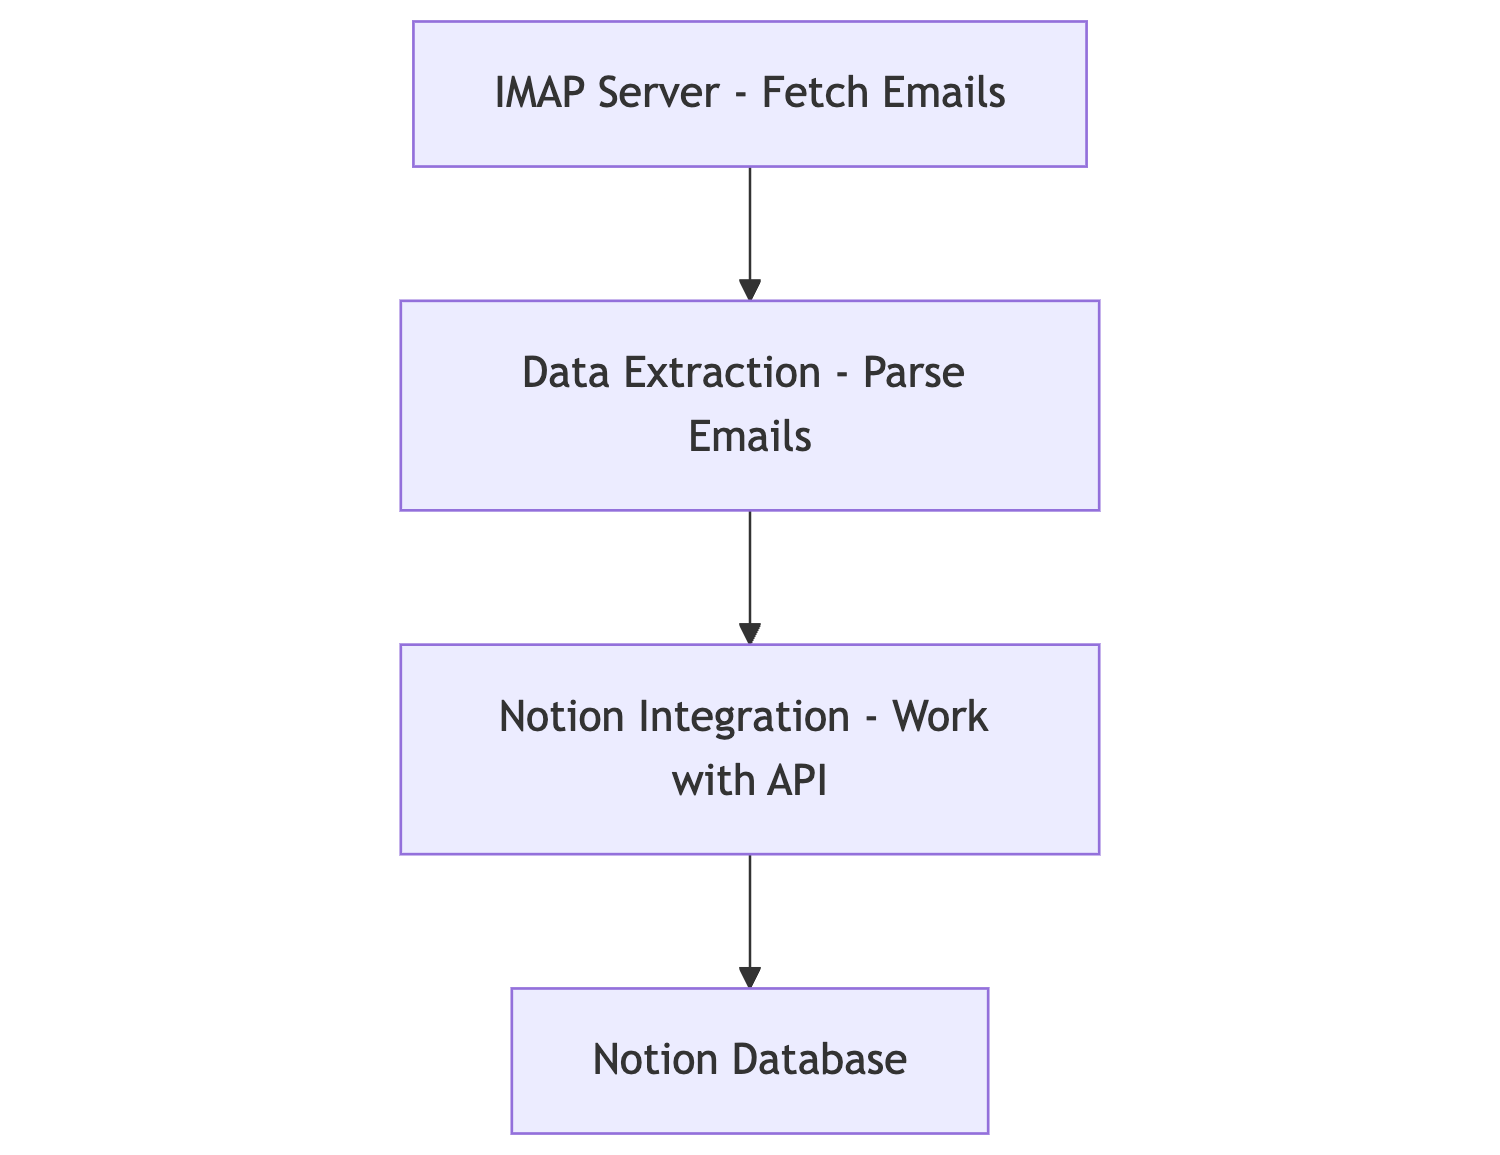 IMAP Server - Fetch Emails
Data Extraction - Parse
Emails
Notion Integration - Work
with API
Notion Database